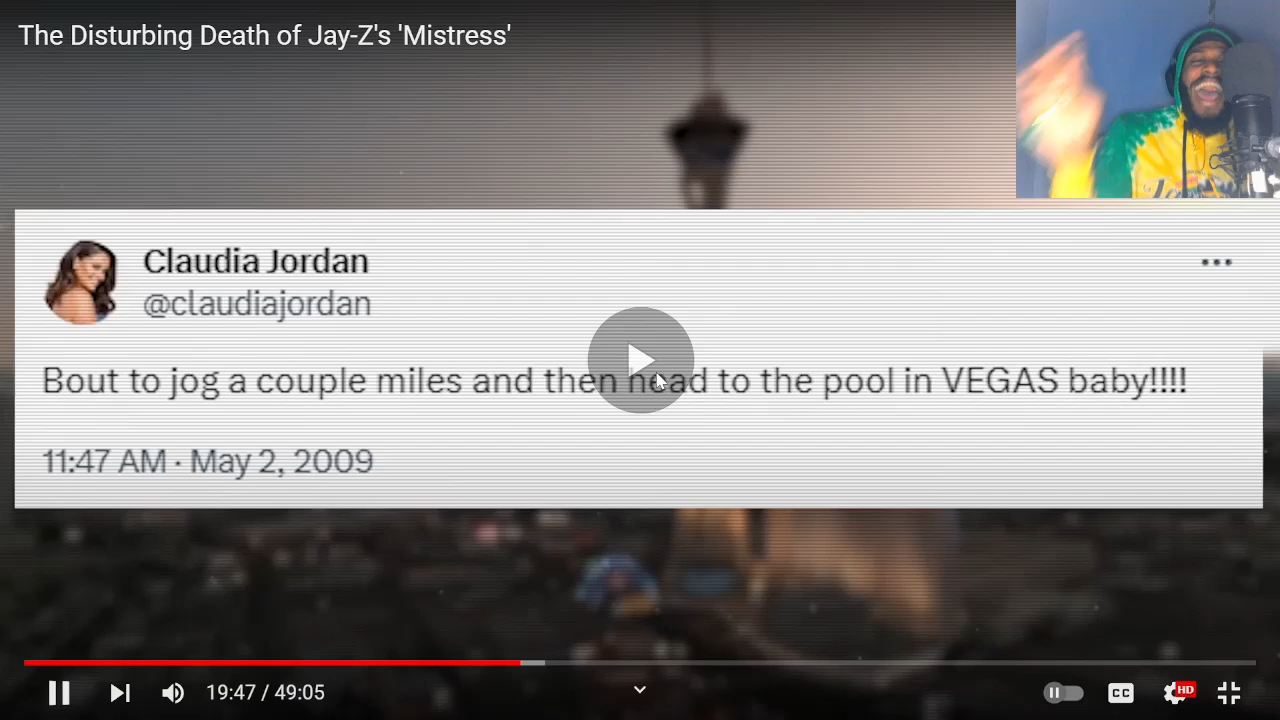 The Disturbing Death of Jay-Z's 'Mistress'
Claudia Jordan
@claudiajordan
Bout to jog a couple miles and then head to the pool in VEGAS baby!!!!
11:47 AM · May 2, 2009
19:47 / 49:05
CC
HD